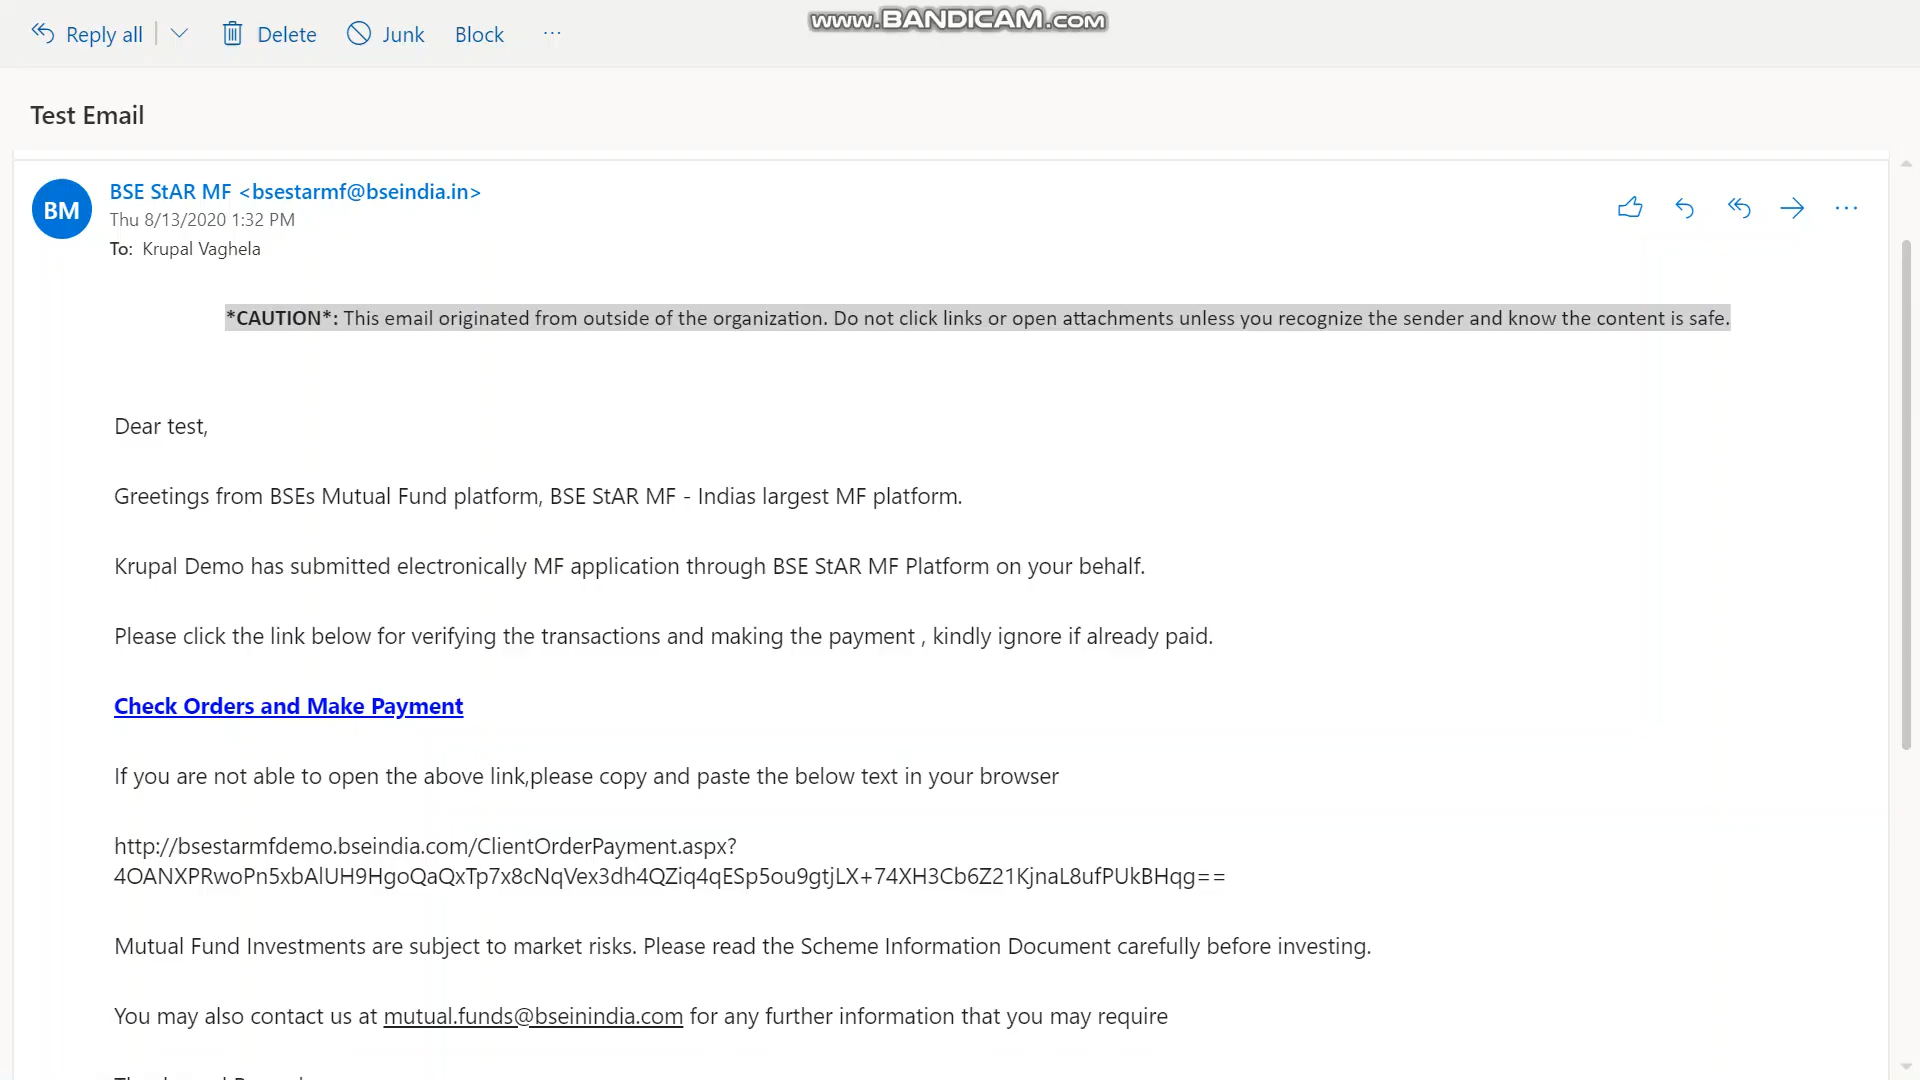 Reply all
Delete
Junk
Block
www.BANDICAM.com
Test Email
BM
BSE StAR MF <bsestarmf@bseindia.in>
Thu 8/13/2020 1:32 PM
To: Krupal Vaghela
*CAUTION*: This email originated from outside of the organization. Do not click links or open attachments unless you recognize the sender and know the content is safe.
Dear test,
Greetings from BSEs Mutual Fund platform, BSE StAR MF - Indias largest MF platform.
Krupal Demo has submitted electronically MF application through BSE StAR MF Platform on your behalf.
Please click the link below for verifying the transactions and making the payment , kindly ignore if already paid.
Check Orders and Make Payment
If you are not able to open the above link,please copy and paste the below text in your browser
http://bsestarmfdemo.bseindia.com/ClientOrderPayment.aspx?
4OANXPRwoPn5xbAlUH9HgoQaQxTp7x8cNqVex3dh4QZiq4qESp5ou9gtjLX+74XH3Cb6Z21KjnaL8ufPUkBHqg==
Mutual Fund Investments are subject to market risks. Please read the Scheme Information Document carefully before investing.
You may also contact us at mutual.funds@bseinindia.com for any further information that you may require